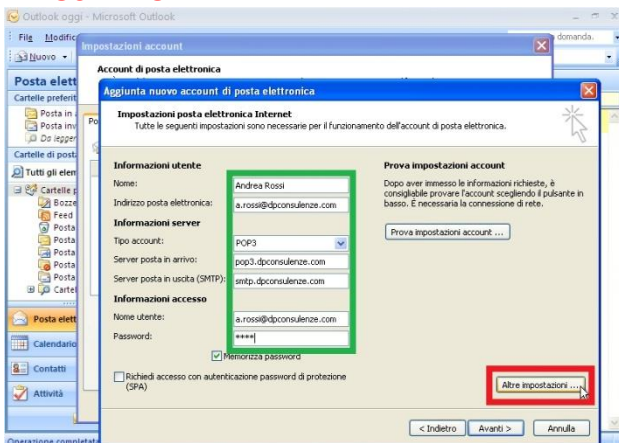 Outlook oggi - Microsoft Outlook
File Modific
domanda.
Nuovo
Impostazioni account
Posta elett
Account di posta elettronica
Cartelle preferit
Posta in
Posta inv
Da legger
Cartelle di posta
Tutti gli elem
Cartelle p
Bozze
Feed
Posta
Posta
Posta
Posta
Posta
Cartel
Posta elett
Calendario
Contatti
Attività
Operazione completata
Aggiunta nuovo account di posta elettronica
Impostazioni posta elettronica Internet
Tutte le seguenti impostazioni sono necessarie per il funzionamento dell'account di posta elettronica.
Informazioni utente
Nome: Andrea Rossi
Indirizzo posta elettronica: a.rossi@dpconsulenze.com
Informazioni server
Tipo account: POP3
Server posta in arrivo: pop3.dpconsulenze.com
Server posta in uscita (SMTP): smtp.dpconsulenze.com
Informazioni accesso
Nome utente: a.rossi@dpconsulenze.com
Password: ****
Memorizza password
Richiedi accesso con autenticazione password di protezione
(SPA)
Prova impostazioni account
Dopo aver immesso le informazioni richieste, è
consigliabile provare l'account scegliendo il pulsante in
basso. È necessaria la connessione di rete.
Prova impostazioni account ...
Altre impostazioni ...
< Indietro Avanti > Annulla